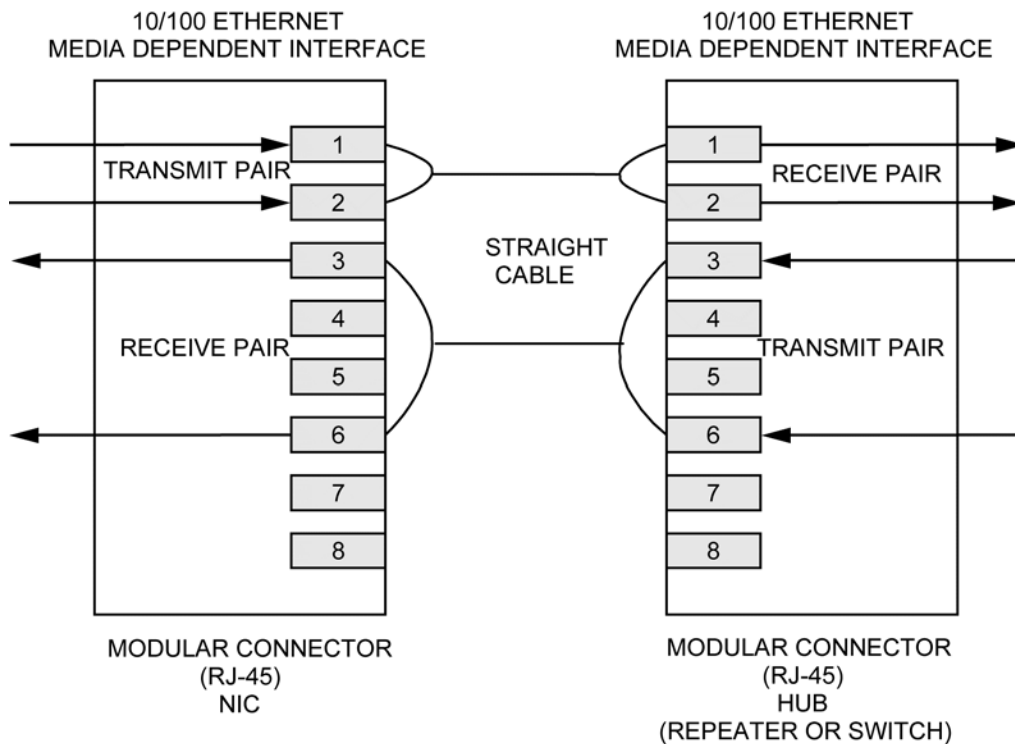 10/100 ETHERNET
MEDIA DEPENDENT INTERFACE
10/100 ETHERNET
MEDIA DEPENDENT INTERFACE
1
TRANSMIT PAIR
2
3
4
RECEIVE PAIR
5
6
7
8
STRAIGHT
CABLE
1
RECEIVE PAIR
2
3
4
TRANSMIT PAIR
5
6
7
8
MODULAR CONNECTOR
(RJ-45)
NIC
MODULAR CONNECTOR
(RJ-45)
HUB
(REPEATER OR SWITCH)